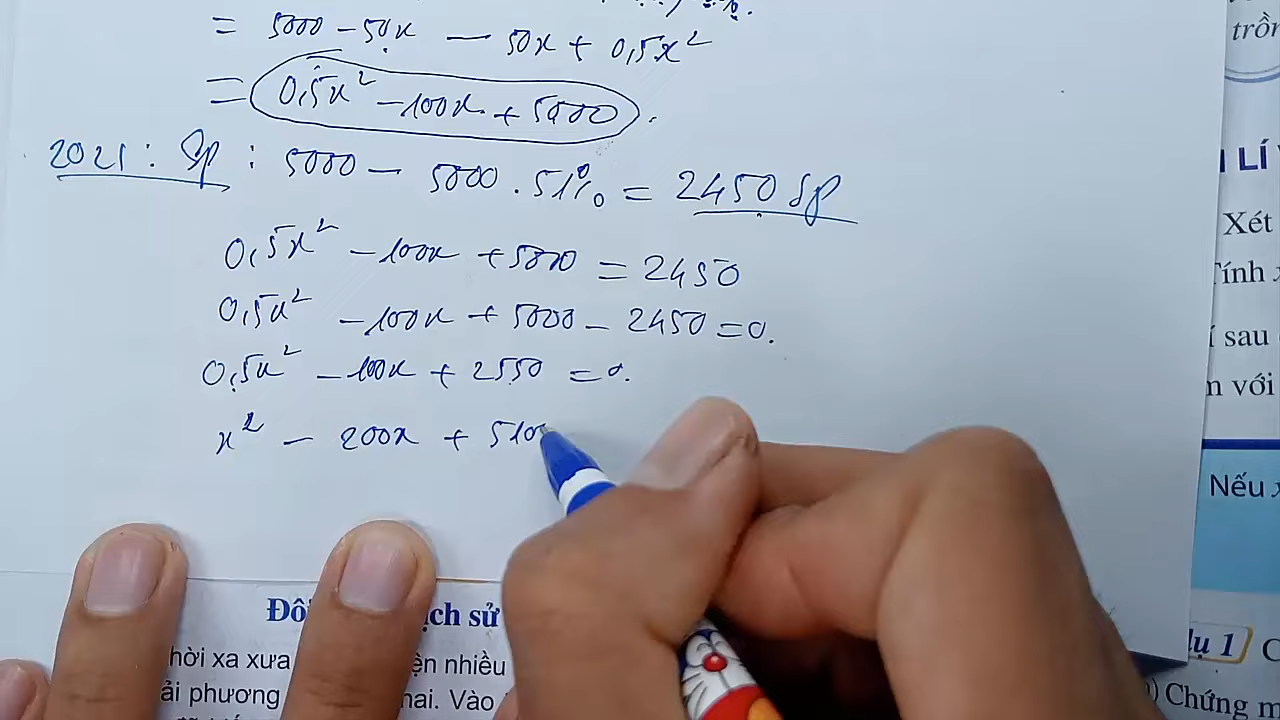 = 5000 - 50x - 50x + 0,5x²
= 0,5x² - 100x + 5000.
2021 : Sp : 5000 - 5000 . 51% = 2450 Sp
0,5x² - 100x + 5000 = 2450
0,5x² - 100x + 5000 - 2450 = 0.
0,5x² - 100x + 2550 = 0.
x² - 200x + 510
trồn
LÍ
Xét
Tính
sau
với
Nếu
dụ 1
Chứng m
ch sử
hời xa xưa
ện nhiều
ải phương
hai. Vào